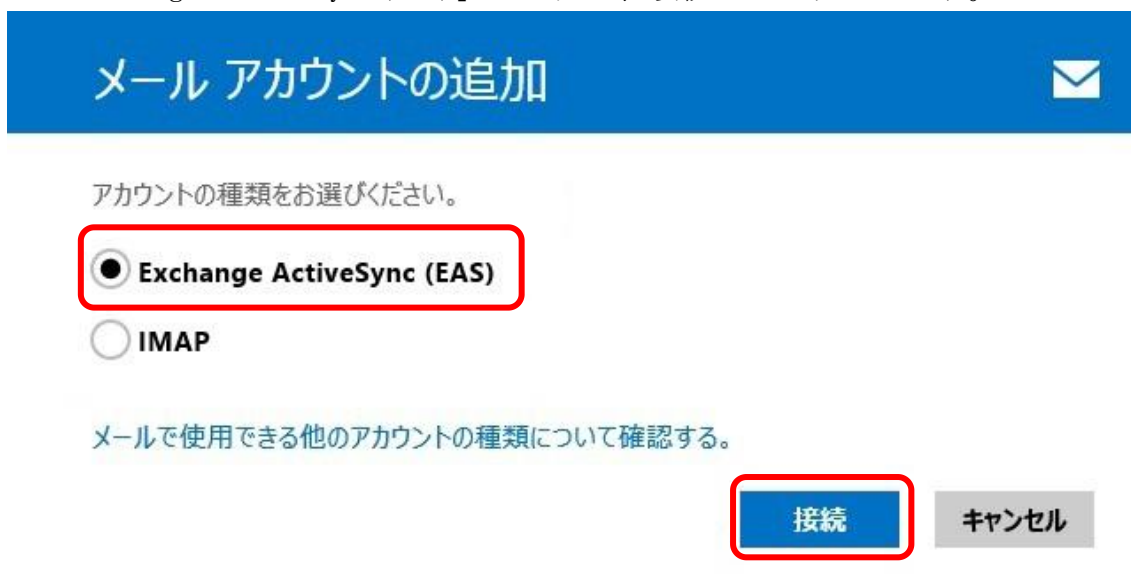 メール アカウントの追加
アカウントの種類をお選びください。
Exchange ActiveSync (EAS)
IMAP
メールで使用できる他のアカウントの種類について確認する。
接続 キャンセル